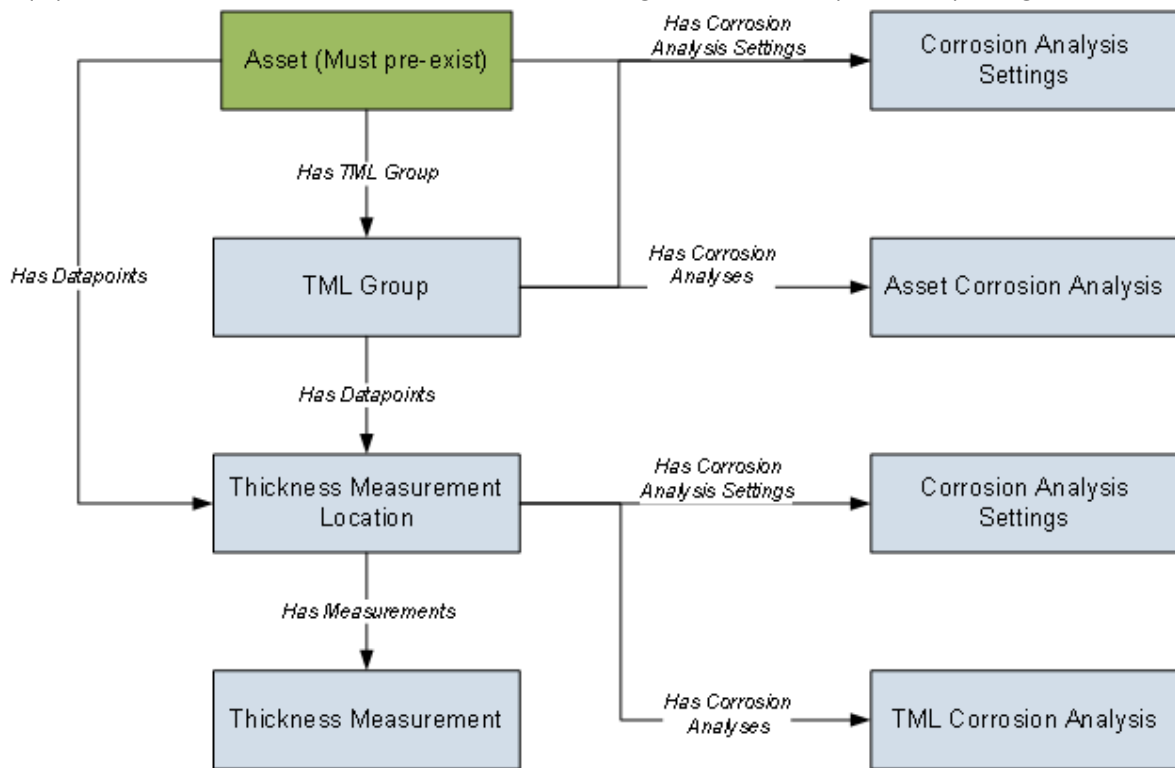 Has Corrosion
Analysis Settings
Asset (Must pre-exist)
Corrosion Analysis
Settings
Has TML Group
Has Datapoints
TML Group
Has Corrosion
Analyses
Asset Corrosion Analysis
Has Datapoints
Thickness Measurement
Location
Has Corrosion
Analysis Settings
Corrosion Analysis
Settings
Has Measurements
Thickness Measurement
Has Corrosion
Analyses
TML Corrosion Analysis